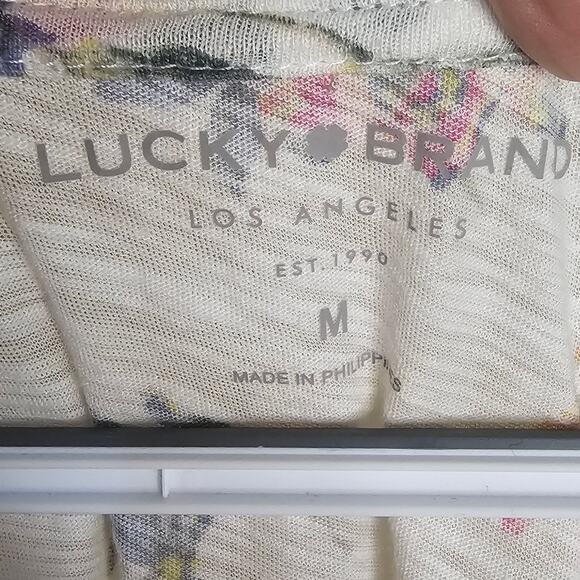 LUCKY BRAND
LOS ANGELES
EST. 1990
M
MADE IN PHILIPPINES